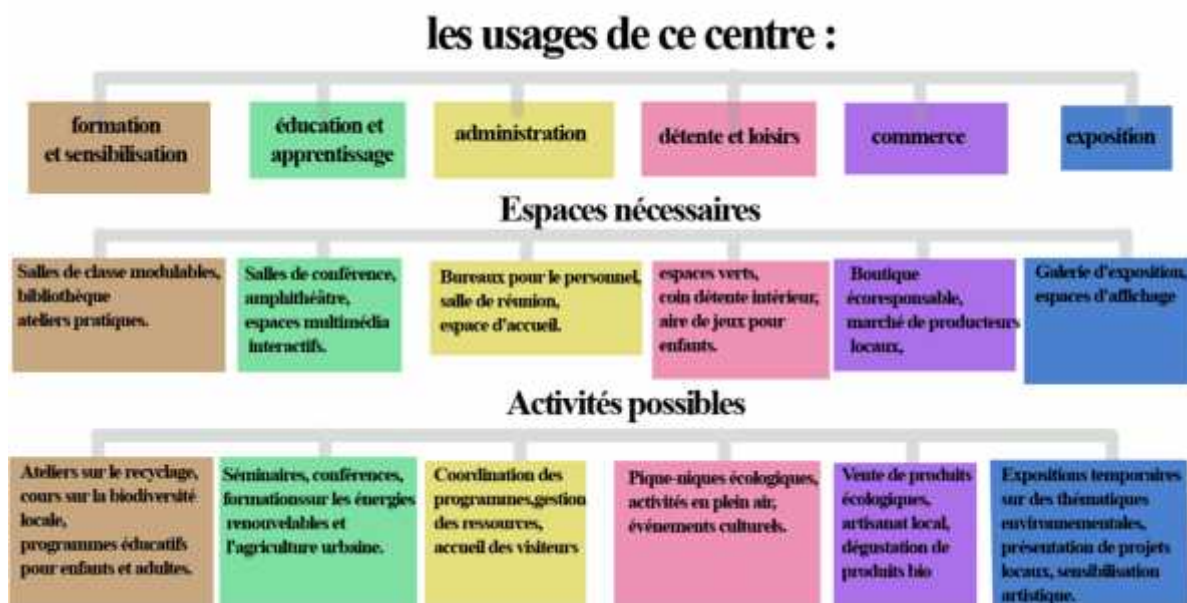 les usages de ce centre :
formation
et sensibilisation
éducation et
apprentissage
administration
détente et loisirs
commerce
exposition
Espaces nécessaires
Salles de classe modulables,
bibliothèque
ateliers pratiques.
Salles de conférence,
amphithéâtre,
espaces multimédia
interactifs.
Bureaux pour le personnel,
salle de réunion,
espace d'accueil.
espaces verts,
coin détente intérieur,
aire de jeux pour
enfants.
Boutique
écoresponsable,
marché de producteurs
locaux,
Galerie d'exposition,
espaces d'affichage
Activités possibles
Ateliers sur le recyclage,
cours sur la biodiversité
locale,
programmes éducatifs
pour enfants et adultes.
Séminaires, conférences,
formationssur les énergies
renouvelables et
l'agriculture urbaine.
Coordination des
programmes,gestion
des ressources,
accueil des visiteurs
Pique-niques écologiques,
activités en plein air,
événements culturels.
Vente de produits
écologiques,
artisanat local,
dégustation de
produits bio
Expositions temporaires
sur des thématiques
environnementales,
présentation de projets
locaux, sensibilisation
artistique.